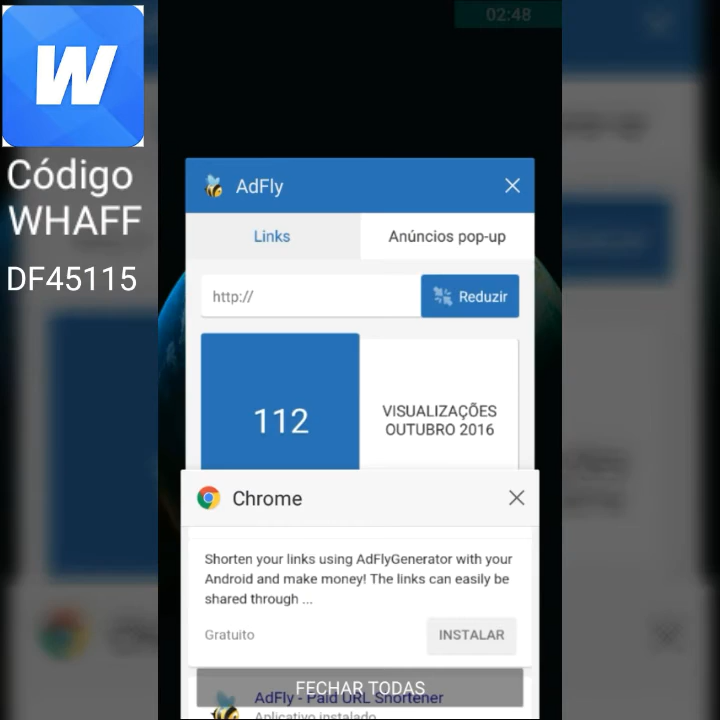 02:48
W
Código
WHAFF
DF45115
AdFly
Links
Anúncios pop-up
http://
Reduzir
112
VISUALIZAÇÕES
OUTUBRO 2016
Chrome
Shorten your links using AdFlyGenerator with your
Android and make money! The links can easily be
shared through ...
Gratuito
INSTALAR
FECHAR TODAS
AdFly - Paid URL Shortener
Aplicativo instalado